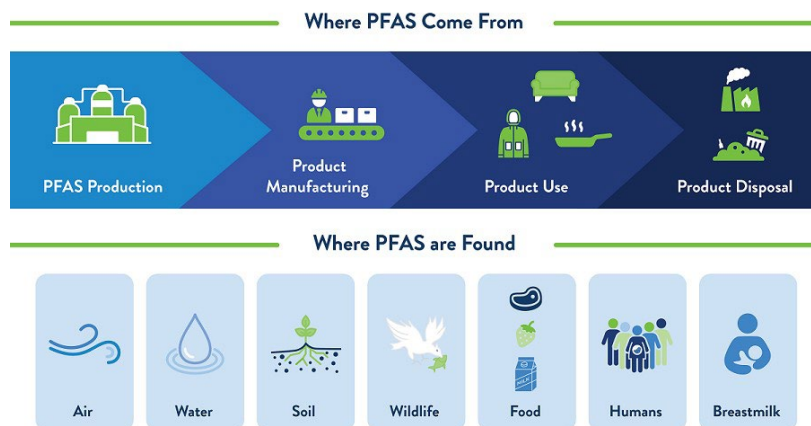 Where PFAS Come From
PFAS Production
Product
Manufacturing
Product Use
Product Disposal
Where PFAS are Found
MILK
Air
Water
Soil
Wildlife
Food
Humans
Breastmilk